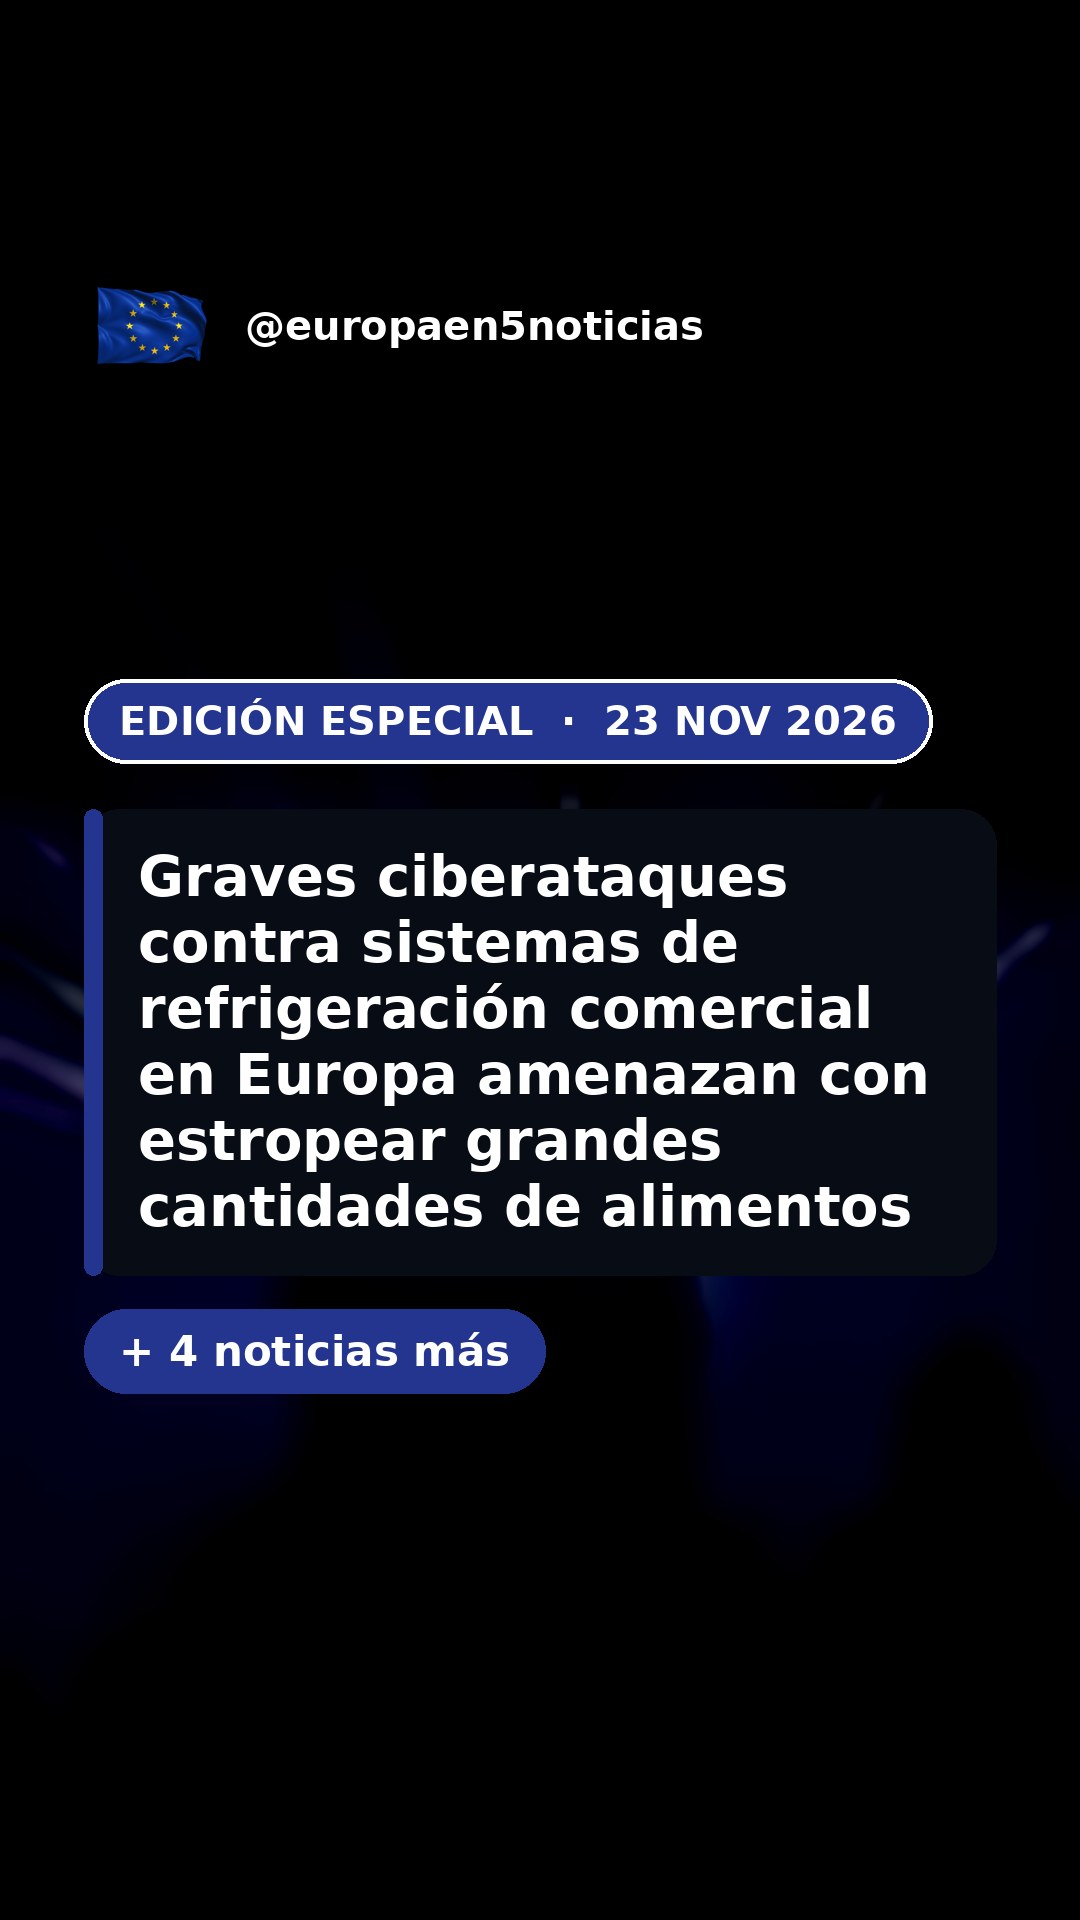 @europaen5noticias
EDICIÓN ESPECIAL · 23 NOV 2026
Graves ciberataques
contra sistemas de
refrigeración comercial
en Europa amenazan con
estropear grandes
cantidades de alimentos
+ 4 noticias más